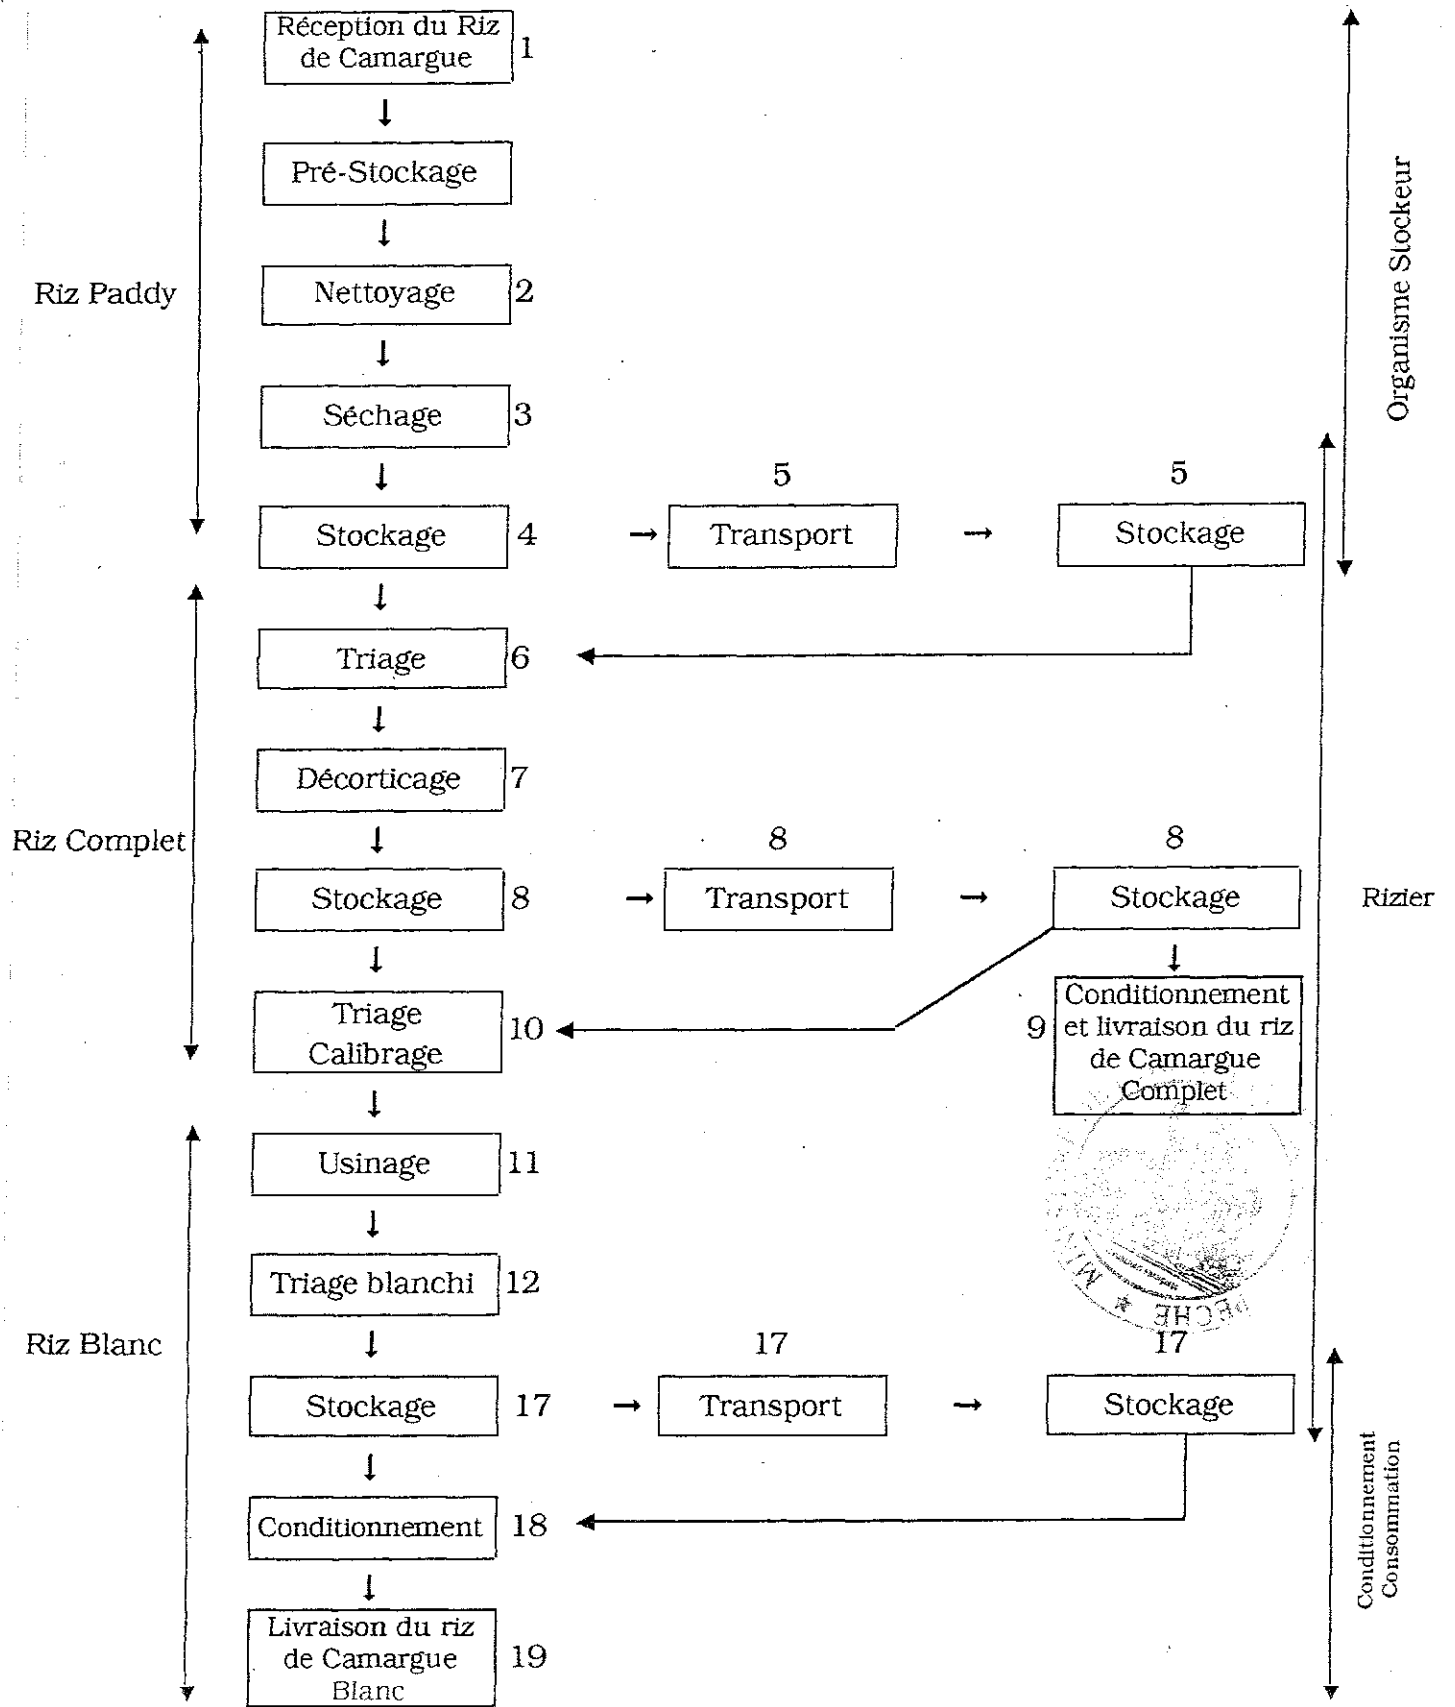 Réception du Riz
de Camargue
1
Pré-Stockage
Nettoyage
2
Riz Paddy
Organisme Stockeur
Séchage
3
5
5
Stockage
4
Transport
Stockage
Triage
6
Décorticage
7
Riz Complet
8
8
Stockage
8
Transport
Stockage
Rizier
Triage
Calibrage
10
9
Conditionnement
et livraison du riz
de Camargue
Complet
Usinage
11
Triage blanchi
12
MIN
★
PÊCHE
Riz Blanc
17
17
Stockage
17
Transport
Stockage
Conditionnement
18
Conditionnement
Consommation
Livraison du riz
de Camargue
Blanc
19